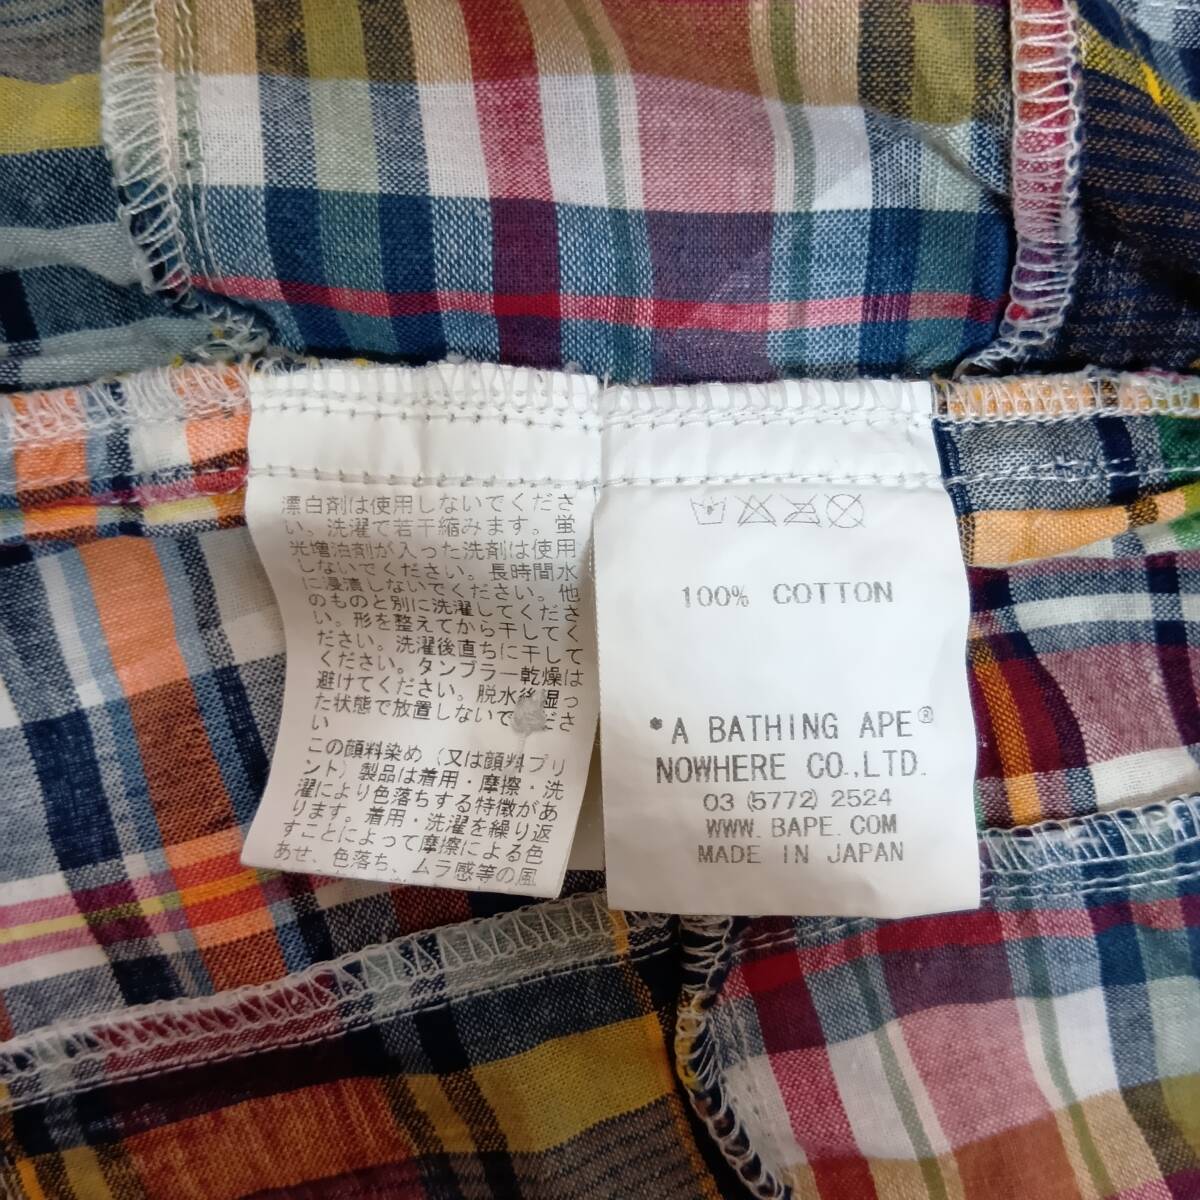 漂白剤は使用しないでくださ
い。洗濯で若干縮みます。蛍
光増泊剤が入った洗剤は使用
しないでください。長時間水
に浸漬しないでください。他
のものと別に洗濯してくださ
い。形を整えてから干してく
ださい。洗濯後直ちに干して
ください。タンブラー乾燥は
避けてください。脱水後湿っ
た状態で放置しないでくださ
い
この顔料染め（又は顔料プリ
ント）製品は着用・摩擦・洗
濯により色落ちする特徴があ
ります。着用・洗濯を繰り返
すことによって摩擦による色
あせ、色落ち、ムラ感等の風
100% COTTON
*A BATHING APE®
NOWHERE CO.,LTD.
03 (5772) 2524
WWW.BAPE.COM
MADE IN JAPAN